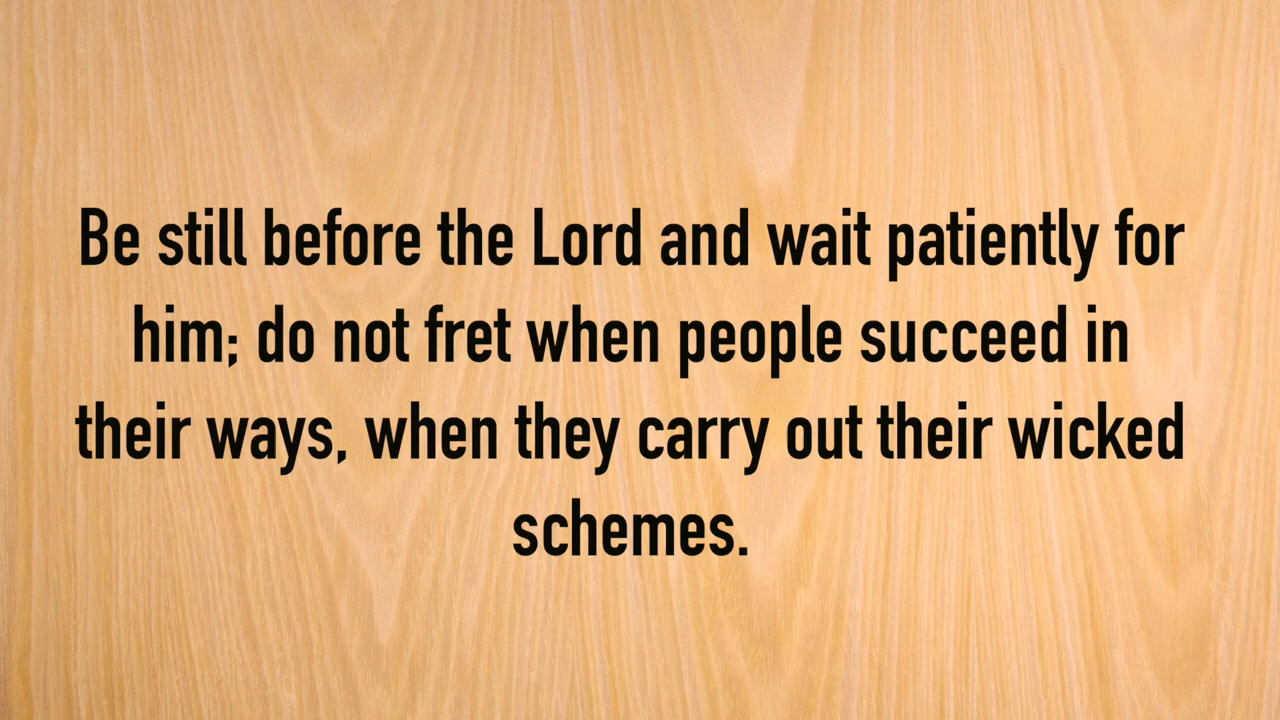 Be still before the Lord and wait patiently for
him; do not fret when people succeed in
their ways, when they carry out their wicked
schemes.